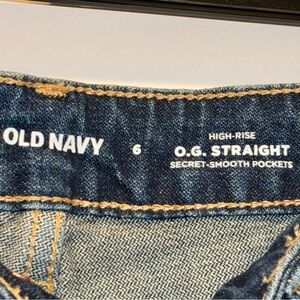 OLD NAVY
6
HIGH-RISE
O.G. STRAIGHT
SECRET-SMOOTH POCKETS